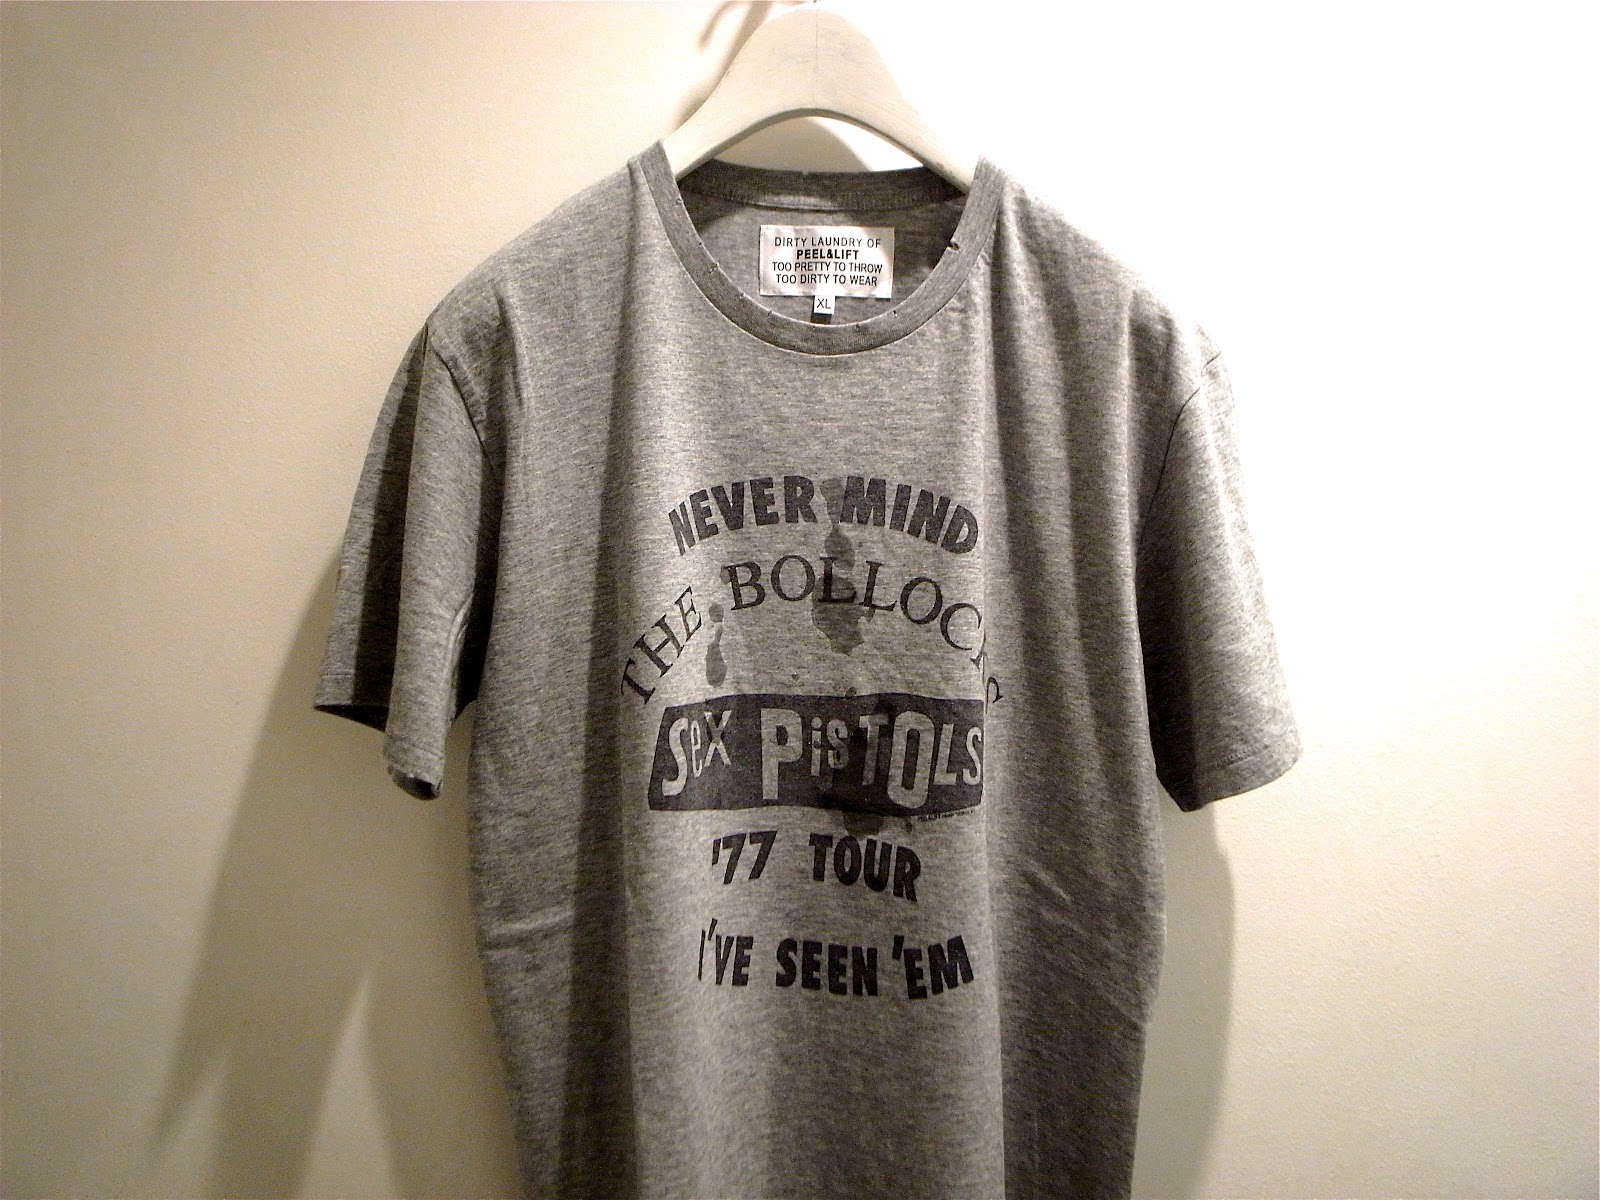 DIRTY LAUNDRY OF
PEEL&LIFT
TOO PRETTY TO THROW
TOO DIRTY TO WEAR
XL
NEVER MIND
THE BOLLOCKS
SEX PiSTOLS
'77 TOUR
I'VE SEEN 'EM